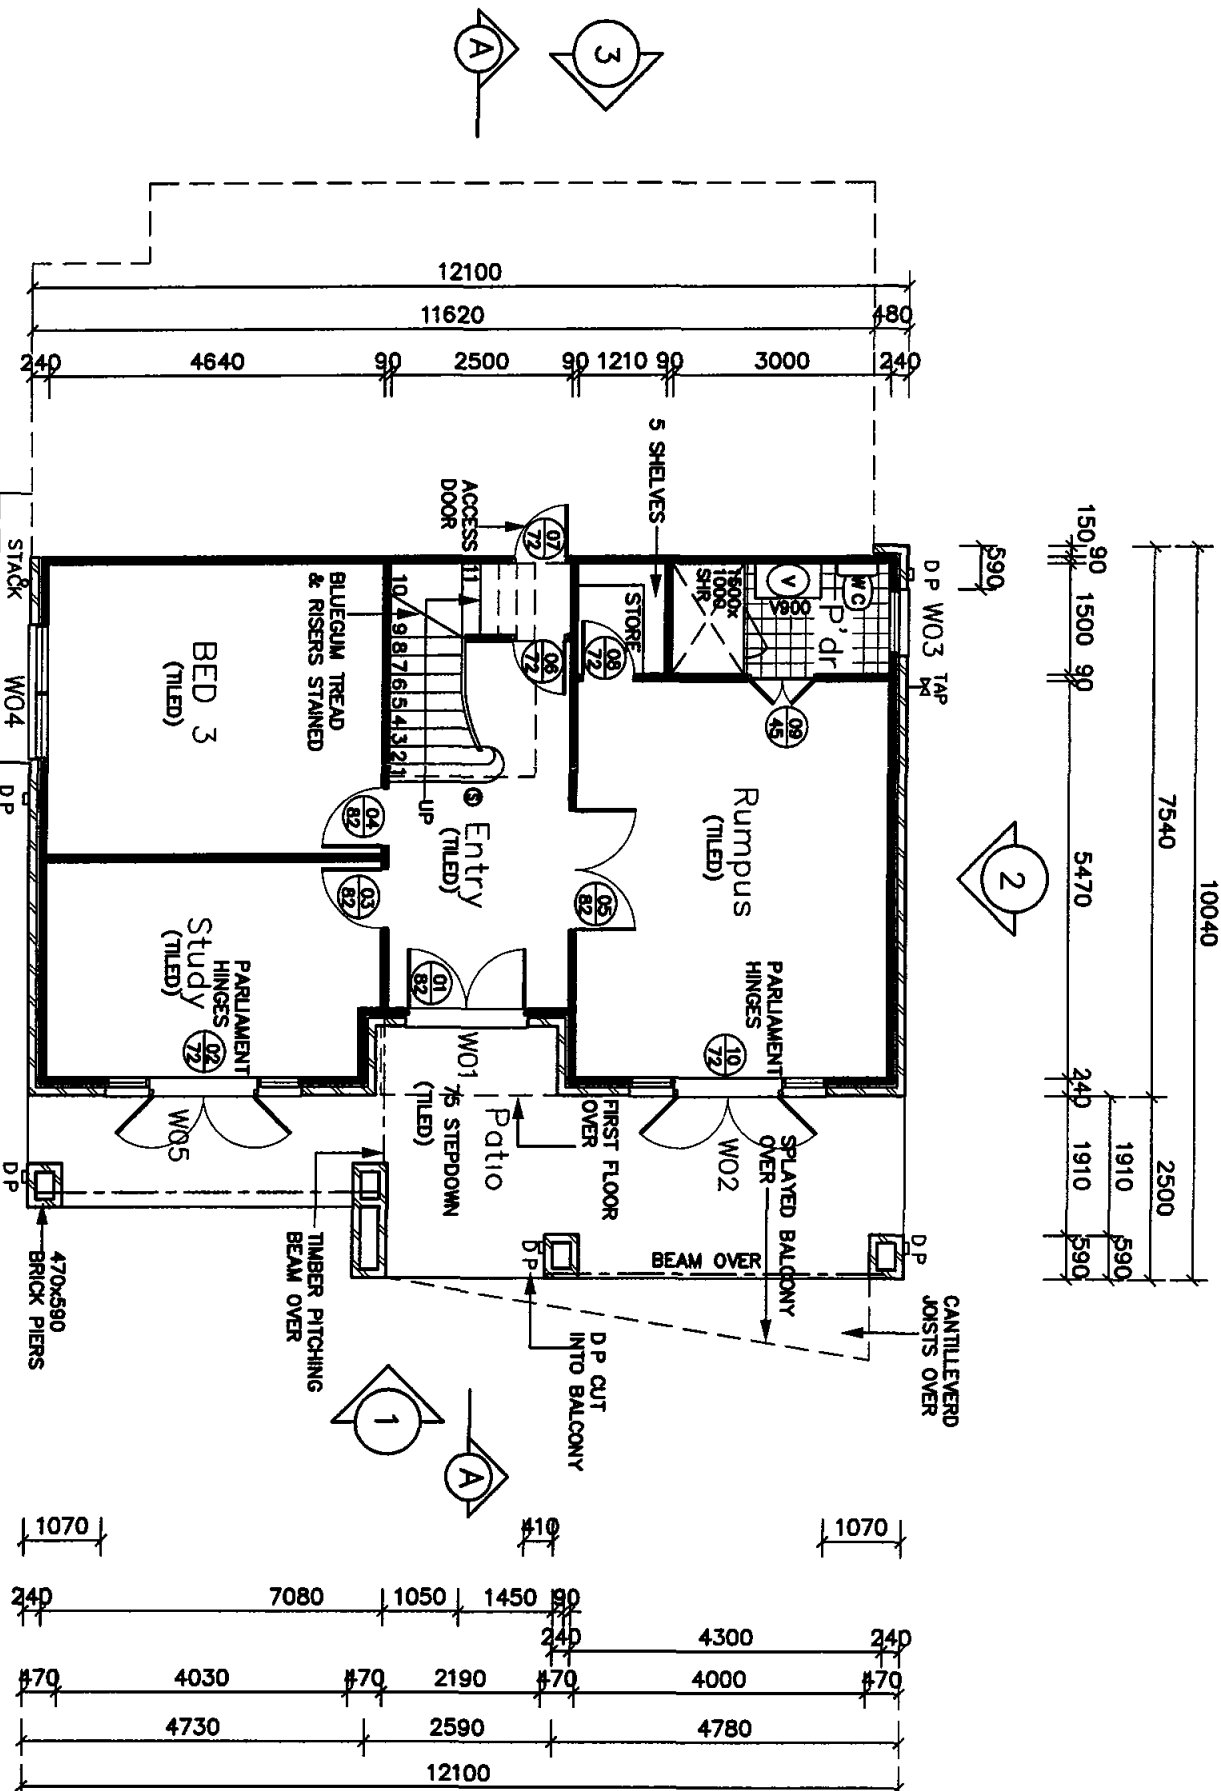 A
3
12100
11620
480
240
4640
90
2500
90
1210
90
3000
240
590
150
90
1500
90
5470
240
1910
590
1910
590
7540
2500
10040
5 SHELVES
ACCESS
DOOR
07
72
11
10
9
8
7
6
5
4
3
2
1
UP
BLUEGUM TREAD
& RISERS STAINED
STORE
08
72
06
72
1500x
1000
SHR
V
V900
WC
P'dr
09
45
D P
W03
TAP
BED 3
(TILED)
STACK
W04
D P
04
82
03
82
S
Entry
(TILED)
05
82
01
82
Rumpus
(TILED)
2
Study
(TILED)
PARLIAMENT
HINGES
02
72
PARLIAMENT
HINGES
10
72
W01
75 STEPDOWN
(TILED)
Patio
FIRST FLOOR
OVER
W02
W05
SPLAYED BALCONY
OVER
BEAM OVER
D P
D P
D P
470x590
BRICK PIERS
TIMBER PITCHING
BEAM OVER
D P CUT
INTO BALCONY
CANTILLEVERD
JOISTS OVER
1
A
1070
410
1070
240
7080
1050
1450
90
240
4300
240
470
4030
470
2190
470
4000
470
4730
2590
4780
12100